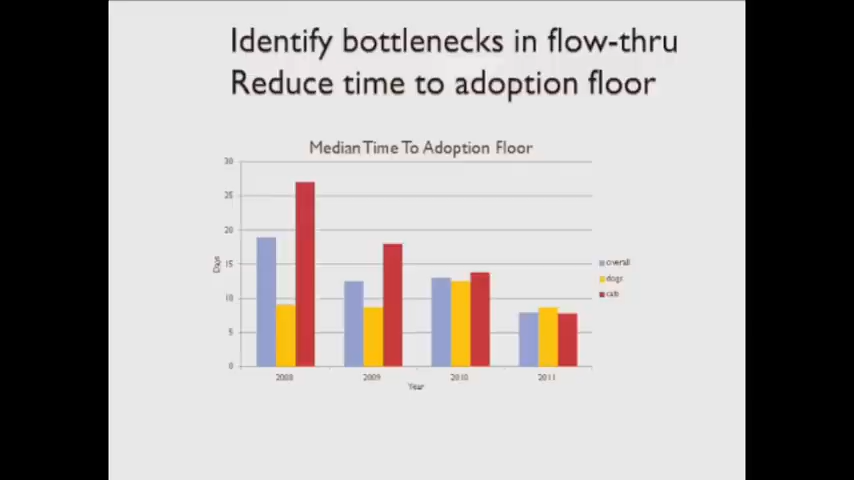 Identify bottlenecks in flow-thru
Reduce time to adoption floor
Median Time To Adoption Floor
30
25
20
15
10
5
0
Days
2008
2009
2010
2011
Year
overall
dogs
cats